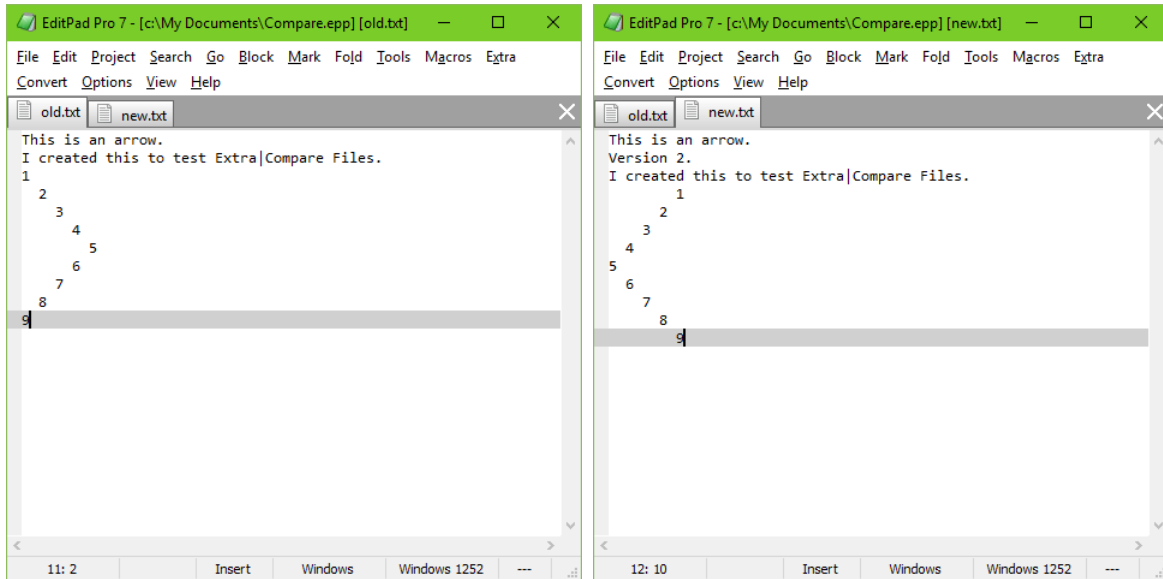 EditPad Pro 7 - [c:\My Documents\Compare.epp] [old.txt]
File Edit Project Search Go Block Mark Fold Tools Macros Extra
Convert Options View Help
old.txt new.txt
This is an arrow.
I created this to test Extra|Compare Files.
1
  2
    3
      4
        5
      6
    7
  8
9
11: 2 Insert Windows Windows 1252 ---
EditPad Pro 7 - [c:\My Documents\Compare.epp] [new.txt]
File Edit Project Search Go Block Mark Fold Tools Macros Extra
Convert Options View Help
old.txt new.txt
This is an arrow.
Version 2.
I created this to test Extra|Compare Files.
        1
      2
    3
  4
5
  6
    7
      8
        9
12: 10 Insert Windows Windows 1252 ---